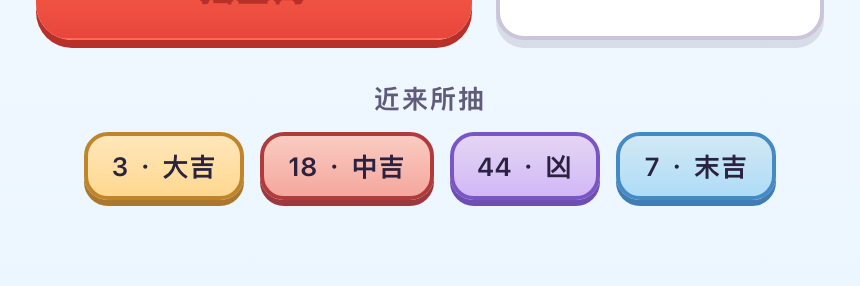 近来所抽
3 · 大吉
18 · 中吉
44 · 凶
7 · 末吉